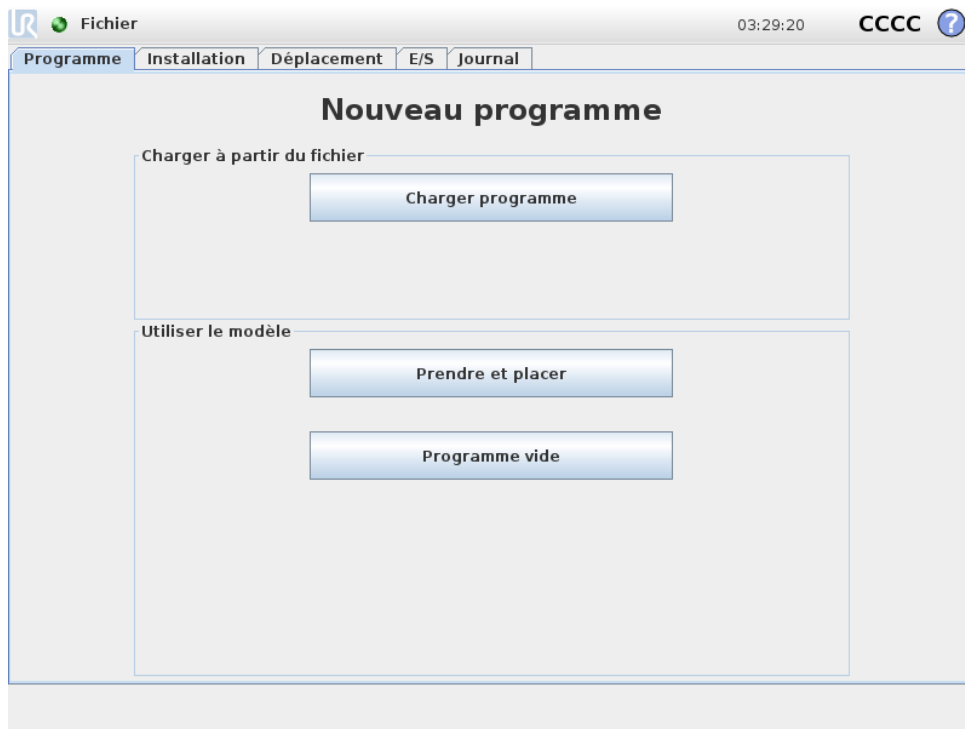 UR Fichier 03:29:20 CCCC ?
Programme Installation Déplacement E/S Journal
Nouveau programme
Charger à partir du fichier
Charger programme
Utiliser le modèle
Prendre et placer
Programme vide